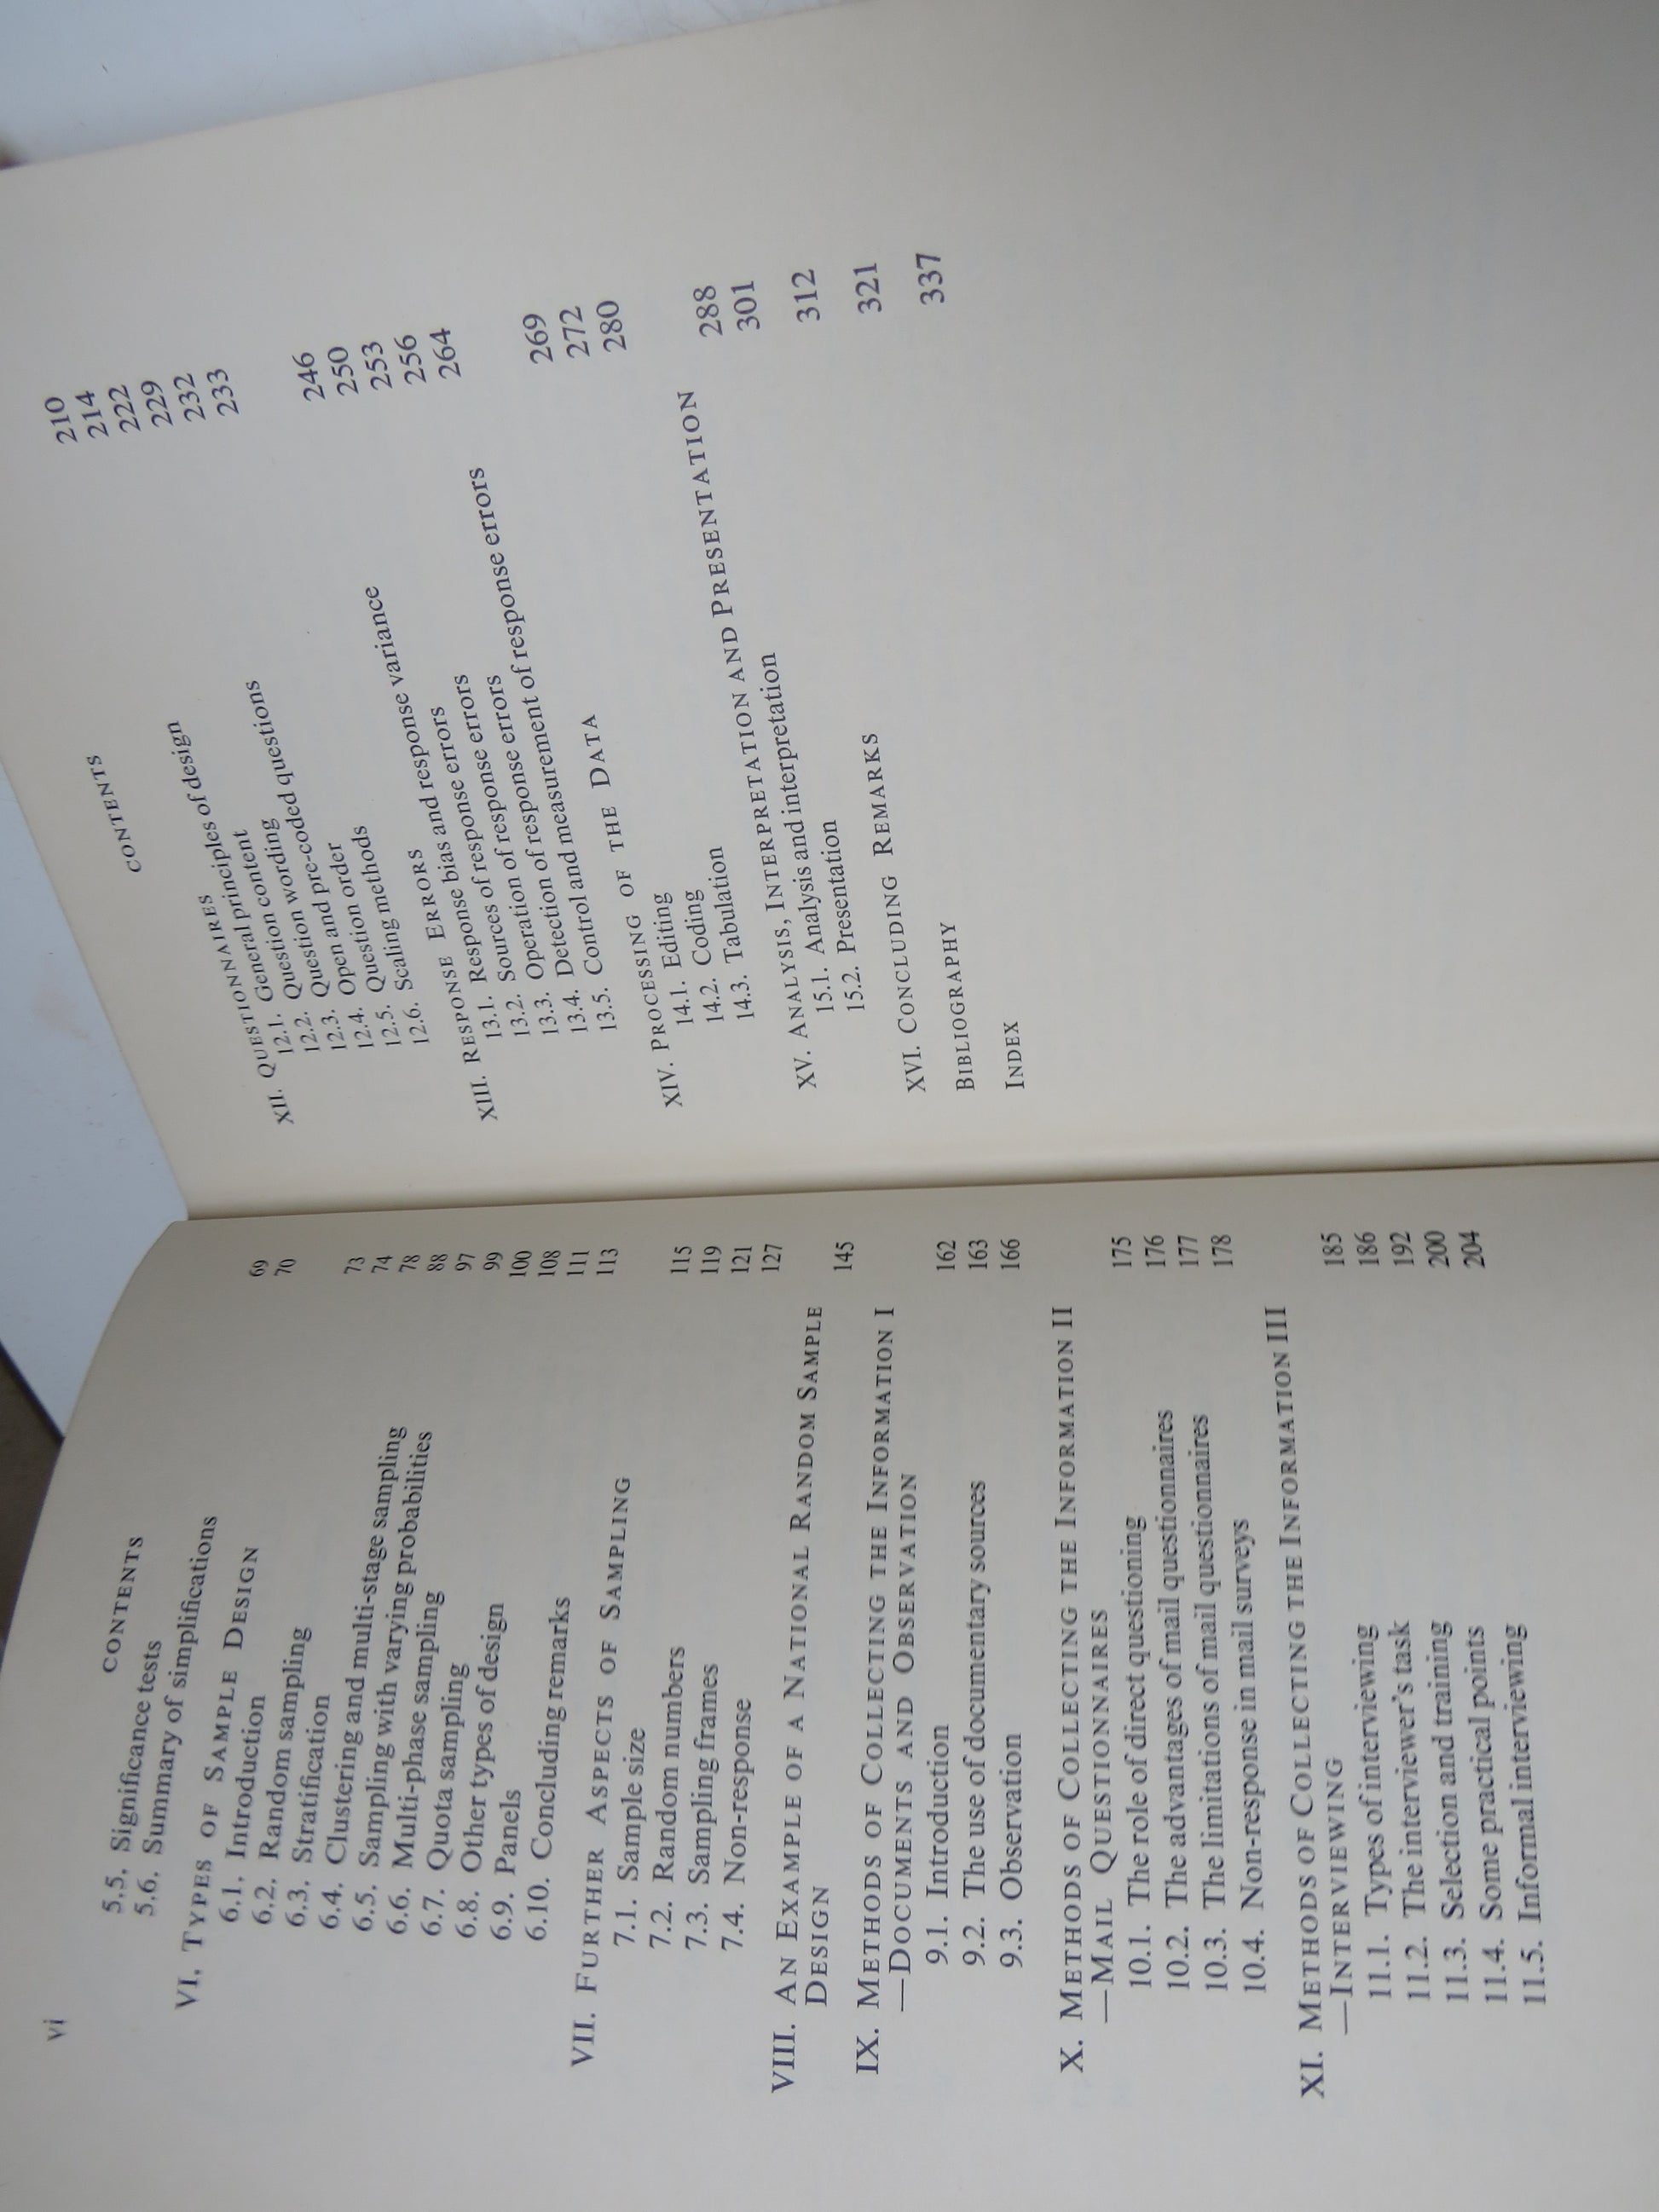 vi
CONTENTS
5.5. Significance tests 69
5.6. Summary of simplifications 70
VI. TYPES OF SAMPLE DESIGN
6.1. Introduction 73
6.2. Random sampling 74
6.3. Stratification 78
6.4. Clustering and multi-stage sampling 88
6.5. Sampling with varying probabilities 97
6.6. Multi-phase sampling 99
6.7. Quota sampling 100
6.8. Other types of design 108
6.9. Panels 111
6.10. Concluding remarks 113
VII. FURTHER ASPECTS OF SAMPLING
7.1. Sample size 115
7.2. Random numbers 119
7.3. Sampling frames 121
7.4. Non-response 127
VIII. AN EXAMPLE OF A NATIONAL RANDOM SAMPLE
DESIGN 145
IX. METHODS OF COLLECTING THE INFORMATION I
—DOCUMENTS AND OBSERVATION
9.1. Introduction 162
9.2. The use of documentary sources 163
9.3. Observation 166
X. METHODS OF COLLECTING THE INFORMATION II
—MAIL QUESTIONNAIRES
10.1. The role of direct questioning 175
10.2. The advantages of mail questionnaires 176
10.3. The limitations of mail questionnaires 177
10.4. Non-response in mail surveys 178
XI. METHODS OF COLLECTING THE INFORMATION III
—INTERVIEWING
11.1. Types of interviewing 185
11.2. The interviewer's task 186
11.3. Selection and training 192
11.4. Some practical points 200
11.5. Informal interviewing 204
CONTENTS
XII. QUESTIONNAIRES
12.1. General principles of design 210
12.2. Question content 214
12.3. Question wording 222
12.4. Open and pre-coded questions 229
12.5. Question order 232
12.6. Scaling methods 233
XIII. RESPONSE ERRORS
13.1. Response bias and response variance 246
13.2. Sources of response errors 250
13.3. Operation of response errors 253
13.4. Detection and measurement of response errors 256
13.5. Control and measurement of response errors 264
XIV. PROCESSING OF THE DATA
14.1. Editing 269
14.2. Coding 272
14.3. Tabulation 280
XV. ANALYSIS, INTERPRETATION AND PRESENTATION
15.1. Analysis and interpretation 288
15.2. Presentation 301
XVI. CONCLUDING REMARKS 312
BIBLIOGRAPHY 321
INDEX 337